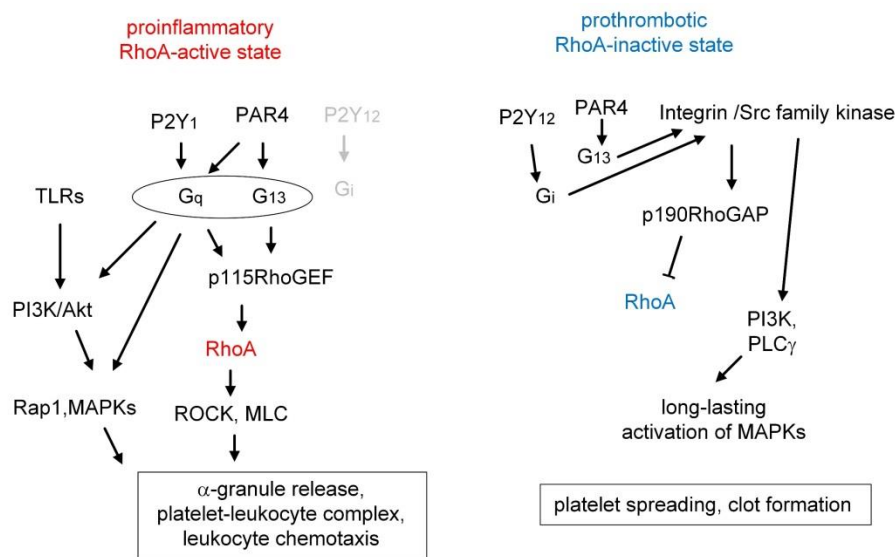 proinflammatory
RhoA-active state
P2Y1
PAR4
P2Y12
TLRs
Gq
G13
Gi
p115RhoGEF
PI3K/Akt
RhoA
Rap1,MAPKs
ROCK, MLC
α-granule release,
platelet-leukocyte complex,
leukocyte chemotaxis
prothrombotic
RhoA-inactive state
P2Y12
PAR4
Integrin /Src family kinase
G13
Gi
p190RhoGAP
RhoA
PI3K,
PLCγ
long-lasting
activation of MAPKs
platelet spreading, clot formation